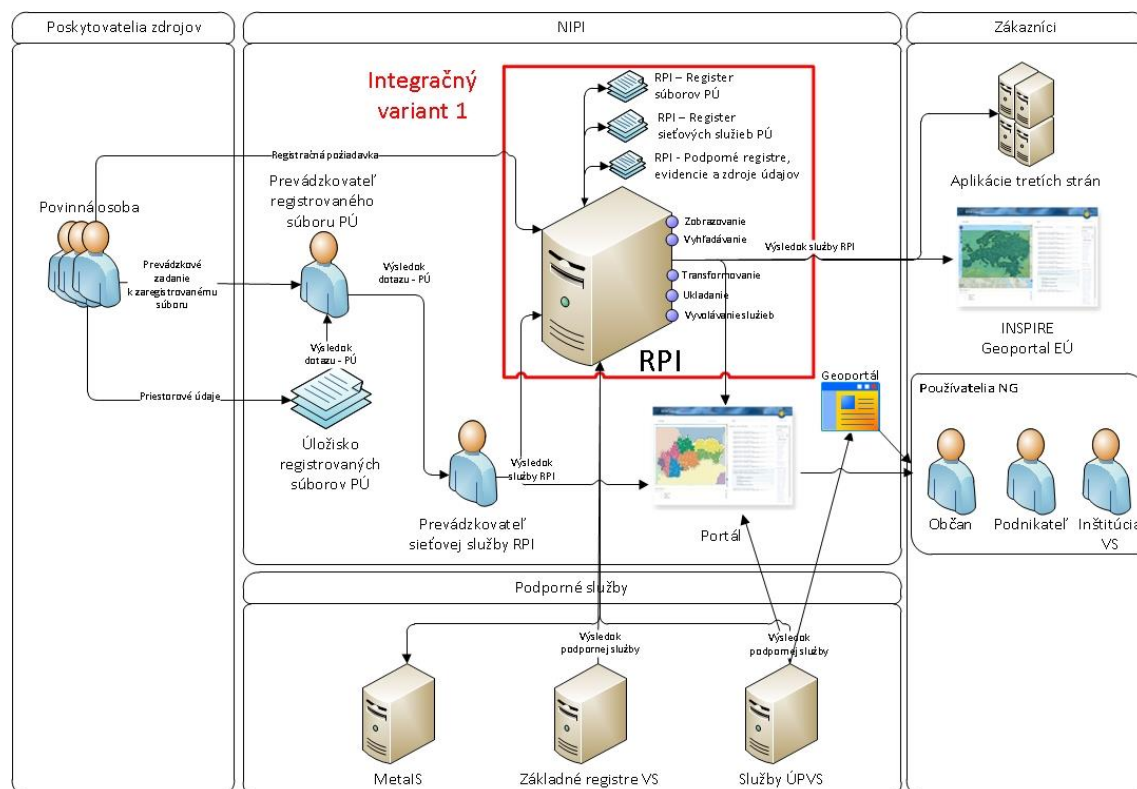 Poskytovatelia zdrojov
NIPI
Zákazníci
Integračný
variant 1
RPI – Register
súborov PÚ
RPI – Register
sieťových služieb PÚ
RPI - Podporné registre,
evidencie a zdroje údajov
Aplikácie tretích strán
Registračná požiadavka
Povinná osoba
Prevádzkovateľ
registrovaného
súboru PÚ
Zobrazovanie
Vyhľadávanie
Transformovanie
Ukladanie
Vyvolávanie služieb
Výsledok služby RPI
Prevádzkové
zadanie
k zaregistrovanému
súboru
Výsledok
dotazu - PÚ
Výsledok
dotazu - PÚ
INSPIRE
Geoportal EÚ
RPI
Geoportál
Priestorové údaje
Úložisko
registrovaných
súborov PÚ
Používatelia NG
Výsledok
služby RPI
Prevádzkovateľ
sieťovej služby RPI
Portál
Občan
Podnikateľ
Inštitúcia
VS
Podporné služby
Výsledok
podpornej služby
Výsledok
podpornej služby
MetaIS
Základné registre VS
Služby ÚPVS